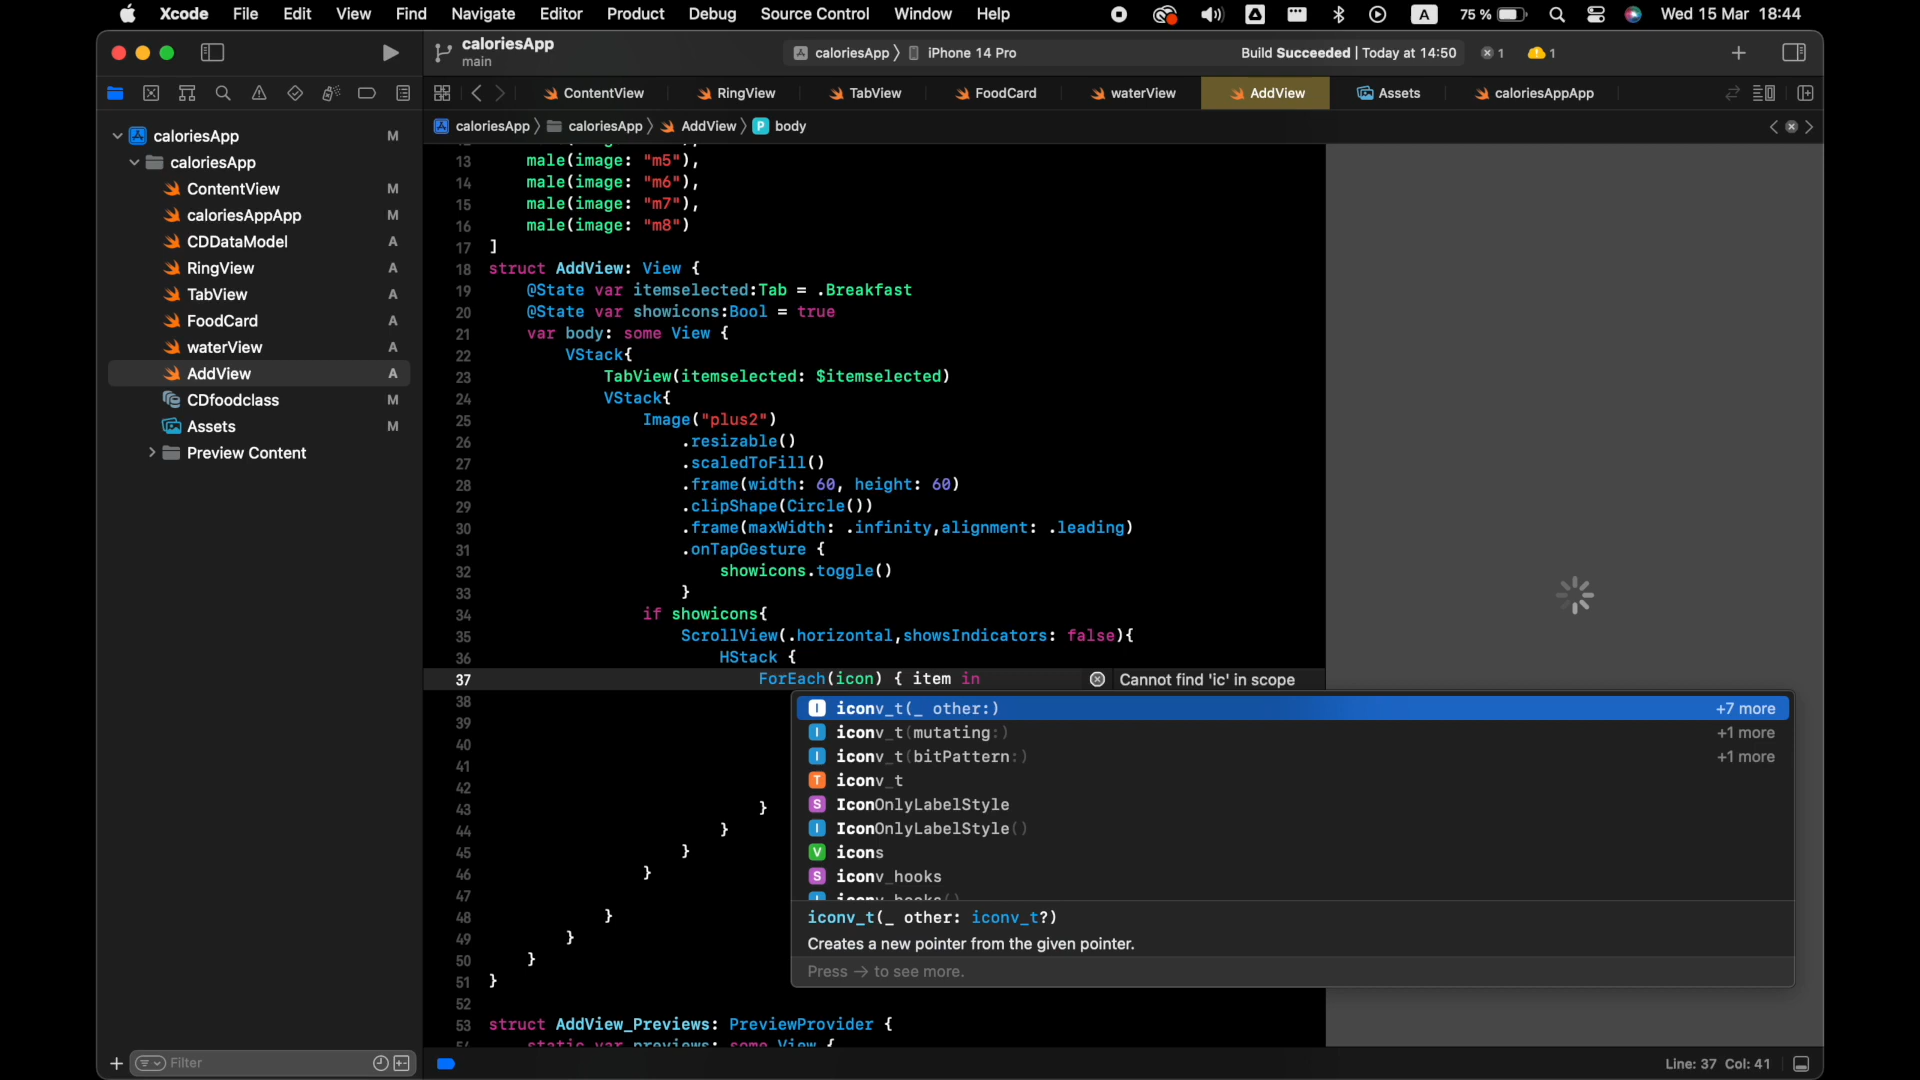 Xcode File Edit View Find Navigate Editor Product Debug Source Control Window Help A 75 % Wed 15 Mar 18:44
caloriesApp
main
caloriesApp iPhone 14 Pro
Build Succeeded | Today at 14:50 1 1
ContentView RingView TabView FoodCard waterView AddView Assets caloriesAppApp
caloriesApp caloriesApp AddView P body
caloriesApp M
caloriesApp
ContentView M
caloriesAppApp M
CDDataModel A
RingView A
TabView A
FoodCard A
waterView A
AddView A
CDfoodclass M
Assets M
Preview Content
13 male(image: "m5"),
14 male(image: "m6"),
15 male(image: "m7"),
16 male(image: "m8")
17 ]
18 struct AddView: View {
19 @State var itemselected:Tab = .Breakfast
20 @State var showicons:Bool = true
21 var body: some View {
22 VStack{
23 TabView(itemselected: $itemselected)
24 VStack{
25 Image("plus2")
26 .resizable()
27 .scaledToFill()
28 .frame(width: 60, height: 60)
29 .clipShape(Circle())
30 .frame(maxWidth: .infinity,alignment: .leading)
31 .onTapGesture {
32 showicons.toggle()
33 }
34 if showicons{
35 ScrollView(.horizontal,showsIndicators: false){
36 HStack {
37 ForEach(icon) { item in Cannot find 'ic' in scope
38
39
40
41
42
43 }
44 }
45 }
46 }
47
48 }
49 }
50 }
51 }
52
53 struct AddView_Previews: PreviewProvider {
54 static var previews: some View {
I iconv_t(_ other:) +7 more
I iconv_t(mutating:) +1 more
I iconv_t(bitPattern:) +1 more
T iconv_t
S IconOnlyLabelStyle
I IconOnlyLabelStyle()
V icons
S iconv_hooks
iconv_hooks()
iconv_t(_ other: iconv_t?)
Creates a new pointer from the given pointer.
Press → to see more.
Filter
Line: 37 Col: 41